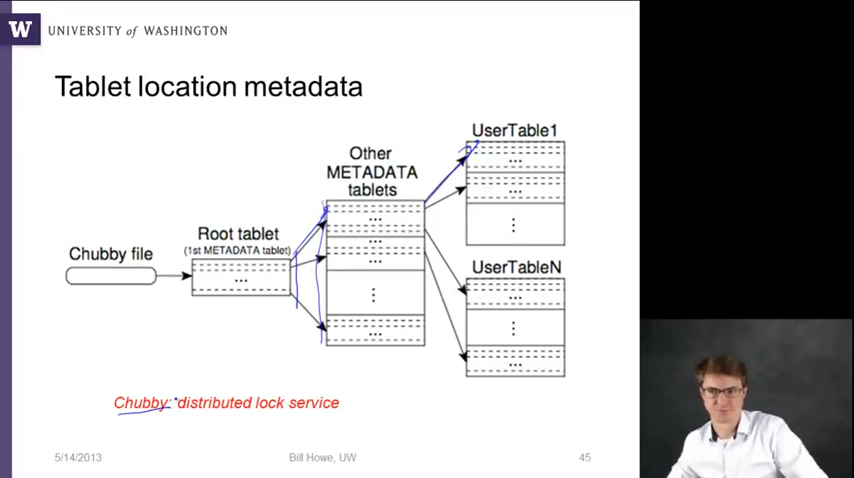 W
UNIVERSITY of WASHINGTON
Tablet location metadata
UserTable1
...
...
Other
METADATA
tablets
...
...
...
...
Root tablet
(1st METADATA tablet)
...
Chubby file
UserTableN
...
...
...
Chubby: distributed lock service
5/14/2013
Bill Howe, UW
45